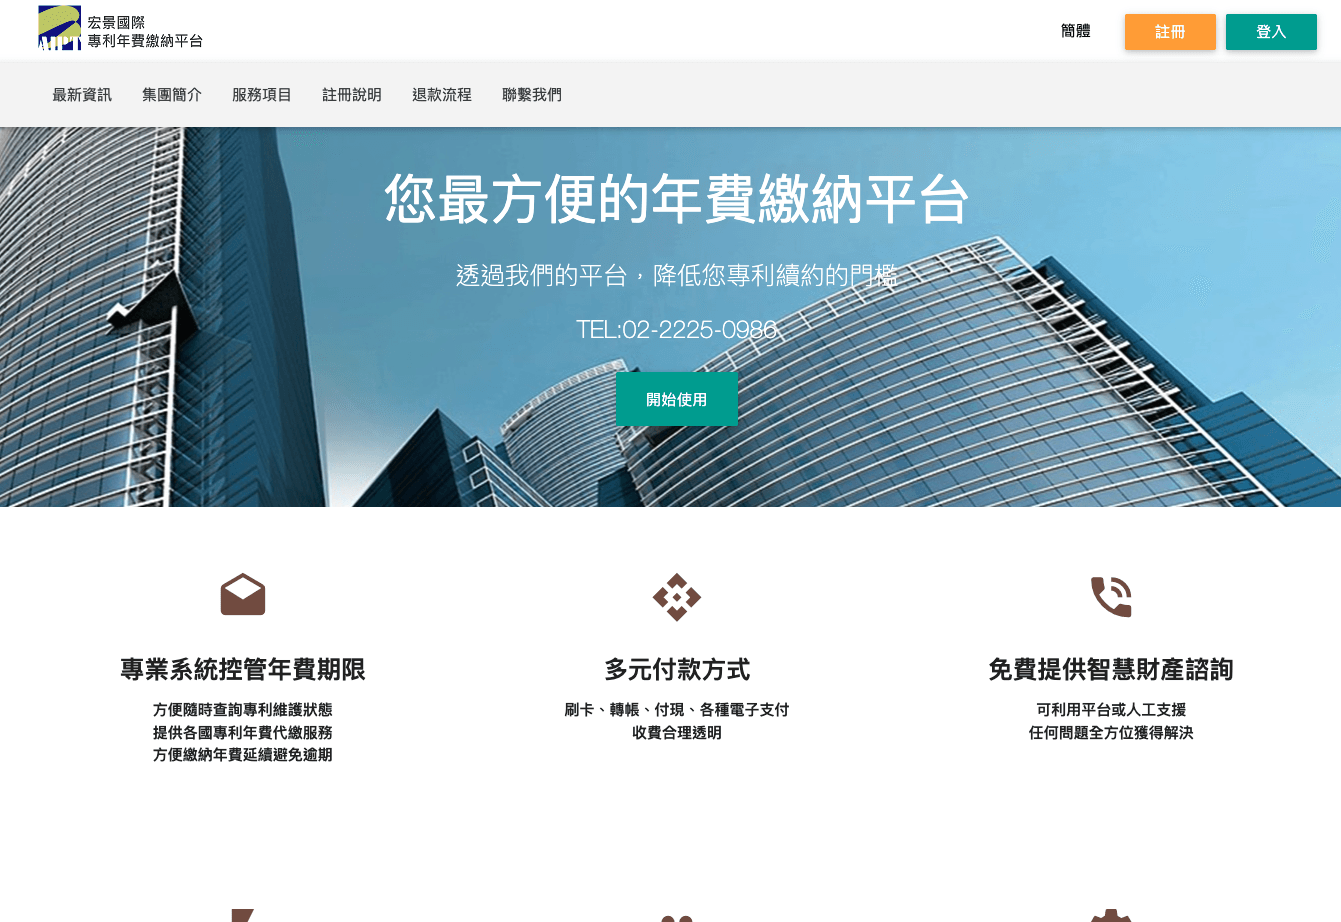 AIPT
宏景國際
專利年費繳納平台
簡體
註冊
登入
最新資訊
集團簡介
服務項目
註冊說明
退款流程
聯繫我們
您最方便的年費繳納平台
透過我們的平台，降低您專利續約的門檻
TEL:02-2225-0986
開始使用
專業系統控管年費期限
方便隨時查詢專利維護狀態
提供各國專利年費代繳服務
方便繳納年費延續避免逾期
多元付款方式
刷卡、轉帳、付現、各種電子支付
收費合理透明
免費提供智慧財產諮詢
可利用平台或人工支援
任何問題全方位獲得解決